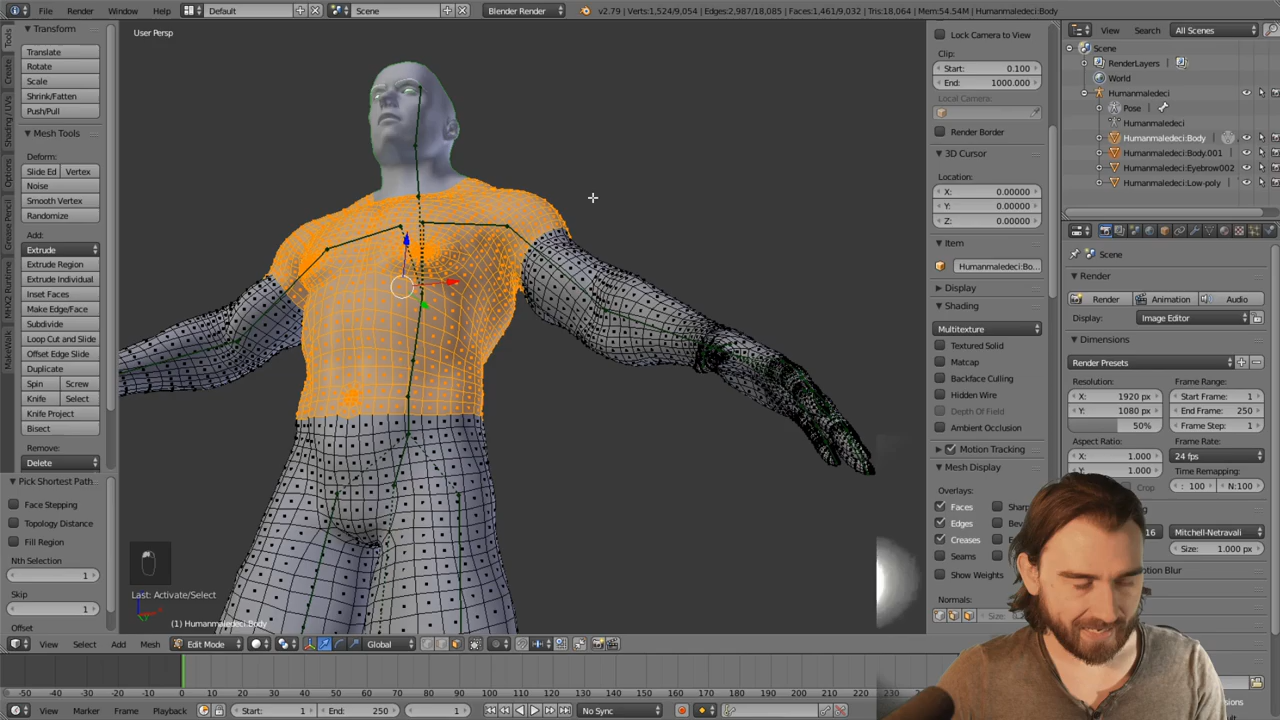 File Render Window Help Default Scene Blender Render v2.79 | Verts:1,524/9,054 | Edges:2,987/18,085 | Faces:1,461/9,032 | Tris:18,064 | Mem:54.54M | Humanmaledeci:Body
Tools
Create
Shading / UVs
Options
Grease Pencil
MHX2 Runtime
MakeWalk
Transform
Translate
Rotate
Scale
Shrink/Fatten
Push/Pull
Mesh Tools
Deform:
Slide Ed Vertex
Noise
Smooth Vertex
Randomize
Add:
Extrude
Extrude Region
Extrude Individual
Inset Faces
Make Edge/Face
Subdivide
Loop Cut and Slide
Offset Edge Slide
Duplicate
Spin Screw
Knife Select
Knife Project
Bisect
Remove:
Delete
Pick Shortest Path
Face Stepping
Topology Distance
Fill Region
Nth Selection
1
Skip
1
Offset
User Persp
Last: Activate/Select
(1) Humanmaledeci:Body
Lock Camera to View
Clip:
Start: 0.100
End: 1000.000
Local Camera:
Render Border
3D Cursor
Location:
X: 0.00000
Y: 0.00000
Z: 0.00000
Item
Humanmaledeci:Bo...
Display
Shading
Multitexture
Textured Solid
Matcap
Backface Culling
Hidden Wire
Depth Of Field
Ambient Occlusion
Motion Tracking
Mesh Display
Overlays:
Faces Shar
Edges Bev
Creases
Seams
Show Weights
Normals:
Size:
View Search All Scenes
Scene
RenderLayers
World
Humanmaledeci
Pose
Humanmaledeci
Humanmaledeci:Body
Humanmaledeci:Body.001
Humanmaledeci:Eyebrow002
Humanmaledeci:Low-poly
Scene
Render
Render Animation Audio
Display: Image Editor
Dimensions
Render Presets
Resolution: Frame Range:
X: 1920 px Start Frame: 1
Y: 1080 px End Frame: 250
50% Frame Step: 1
Aspect Ratio: Frame Rate:
X: 1.000 24 fps
Y: 1.000 Time Remapping:
: 100 N:100
Crop
16 Mitchell-Netravali
Size: 1.000 px
otion Blur
View Select Add Mesh Edit Mode Global
-50 -40 -30 -20 -10 0 10 20 30 40 50 60 70 80 90 100 110 120 130 140 150 160 170 180 190 200 210 220
View Marker Frame Playback Start: 1 End: 250 1 No Sync